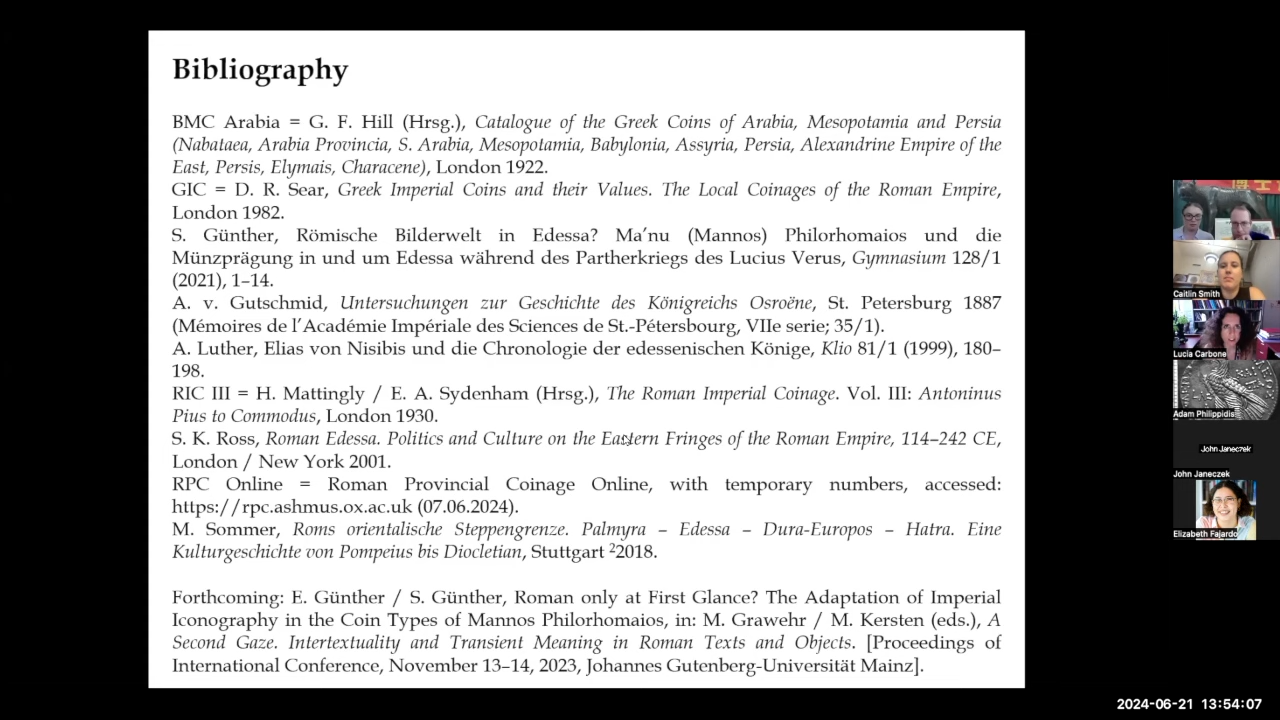 Bibliography
BMC Arabia = G. F. Hill (Hrsg.), Catalogue of the Greek Coins of Arabia, Mesopotamia and Persia
(Nabataea, Arabia Provincia, S. Arabia, Mesopotamia, Babylonia, Assyria, Persia, Alexandrine Empire of the
East, Persis, Elymais, Characene), London 1922.
GIC = D. R. Sear, Greek Imperial Coins and their Values. The Local Coinages of the Roman Empire,
London 1982.
S. Günther, Römische Bilderwelt in Edessa? Ma’nu (Mannos) Philorhomaios und die
Münzprägung in und um Edessa während des Partherkriegs des Lucius Verus, Gymnasium 128/1
(2021), 1–14.
A. v. Gutschmid, Untersuchungen zur Geschichte des Königreichs Osroëne, St. Petersburg 1887
(Mémoires de l’Académie Impériale des Sciences de St.-Pétersbourg, VIIe serie; 35/1).
A. Luther, Elias von Nisibis und die Chronologie der edessenischen Könige, Klio 81/1 (1999), 180–
198.
RIC III = H. Mattingly / E. A. Sydenham (Hrsg.), The Roman Imperial Coinage. Vol. III: Antoninus
Pius to Commodus, London 1930.
S. K. Ross, Roman Edessa. Politics and Culture on the Eastern Fringes of the Roman Empire, 114–242 CE,
London / New York 2001.
RPC Online = Roman Provincial Coinage Online, with temporary numbers, accessed:
https://rpc.ashmus.ox.ac.uk (07.06.2024).
M. Sommer, Roms orientalische Steppengrenze. Palmyra – Edessa – Dura-Europos – Hatra. Eine
Kulturgeschichte von Pompeius bis Diocletian, Stuttgart ²2018.
Forthcoming: E. Günther / S. Günther, Roman only at First Glance? The Adaptation of Imperial
Iconography in the Coin Types of Mannos Philorhomaios, in: M. Grawehr / M. Kersten (eds.), A
Second Gaze. Intertextuality and Transient Meaning in Roman Texts and Objects. [Proceedings of
International Conference, November 13–14, 2023, Johannes Gutenberg-Universität Mainz].
Caitlin Smith
Lucia Carbone
Adam Philippidis
John Janeczek
John Janeczek
Elizabeth Fajardo
2024-06-21 13:54:07